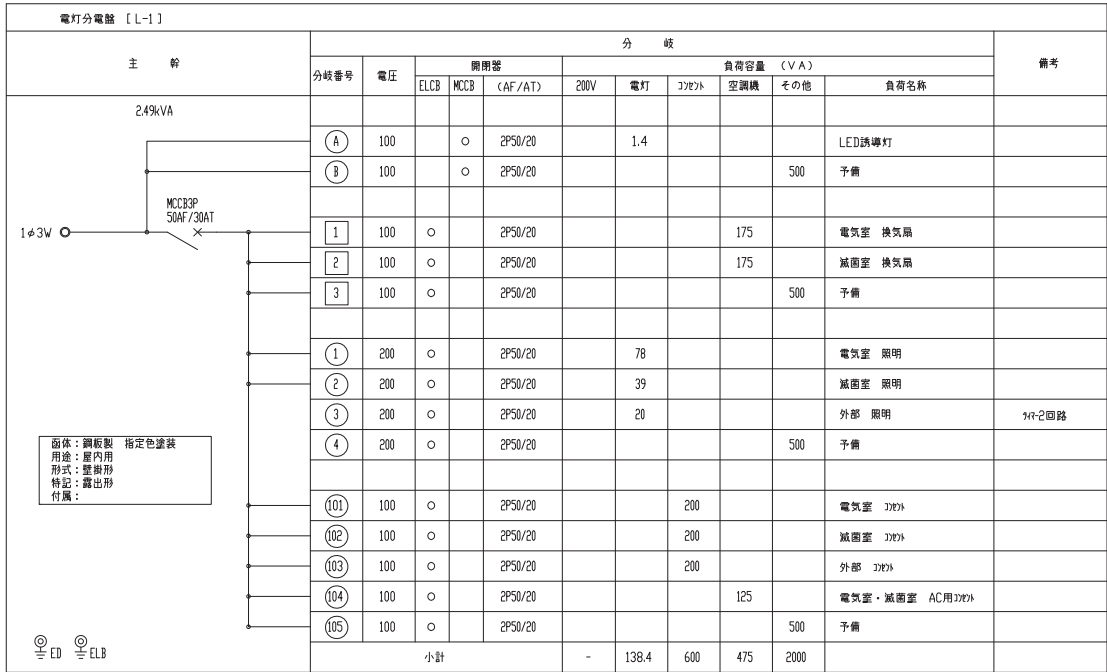 電灯分電盤 [L-1]
主 幹
分 岐
備考
分岐番号 電圧 開閉器 負荷容量 (VA)
ELCB MCCB (AF/AT) 200V 電灯 コンセント 空調機 その他 負荷名称
2.49kVA
A 100 ○ 2P50/20 1.4 LED誘導灯
B 100 ○ 2P50/20 500 予備
MCCB3P
50AF/30AT
1φ3W
1 100 ○ 2P50/20 175 電気室 換気扇
2 100 ○ 2P50/20 175 滅菌室 換気扇
3 100 ○ 2P50/20 500 予備
1 200 ○ 2P50/20 78 電気室 照明
2 200 ○ 2P50/20 39 滅菌室 照明
3 200 ○ 2P50/20 20 外部 照明 タイマー2回路
4 200 ○ 2P50/20 500 予備
函体:鋼板製 指定色塗装
用途:屋内用
形式:壁掛形
特記:露出形
付属:
101 100 ○ 2P50/20 200 電気室 コンセント
102 100 ○ 2P50/20 200 滅菌室 コンセント
103 100 ○ 2P50/20 200 外部 コンセント
104 100 ○ 2P50/20 125 電気室・滅菌室 AC用コンセント
105 100 ○ 2P50/20 500 予備
ED ELB
小計 - 138.4 600 475 2000